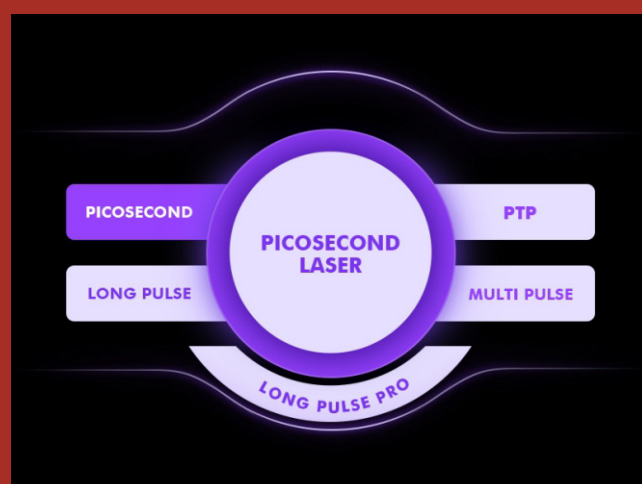 PICOSECOND
PTP
PICOSECOND
LASER
LONG PULSE
MULTI PULSE
LONG PULSE PRO